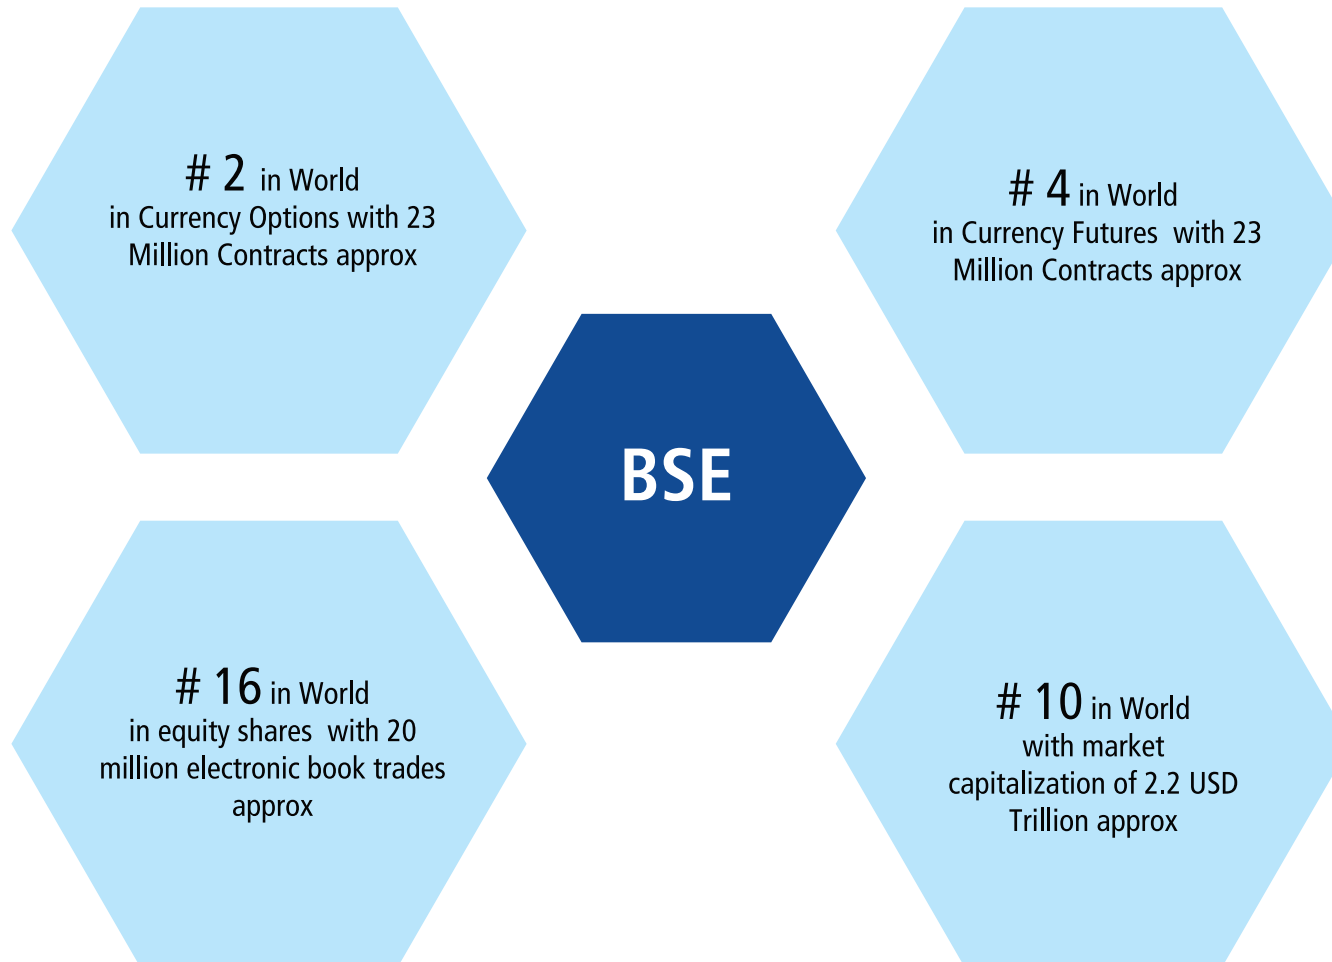 # 2 in World
in Currency Options with 23
Million Contracts approx
# 4 in World
in Currency Futures with 23
Million Contracts approx
BSE
# 16 in World
in equity shares with 20
million electronic book trades
approx
# 10 in World
with market
capitalization of 2.2 USD
Trillion approx